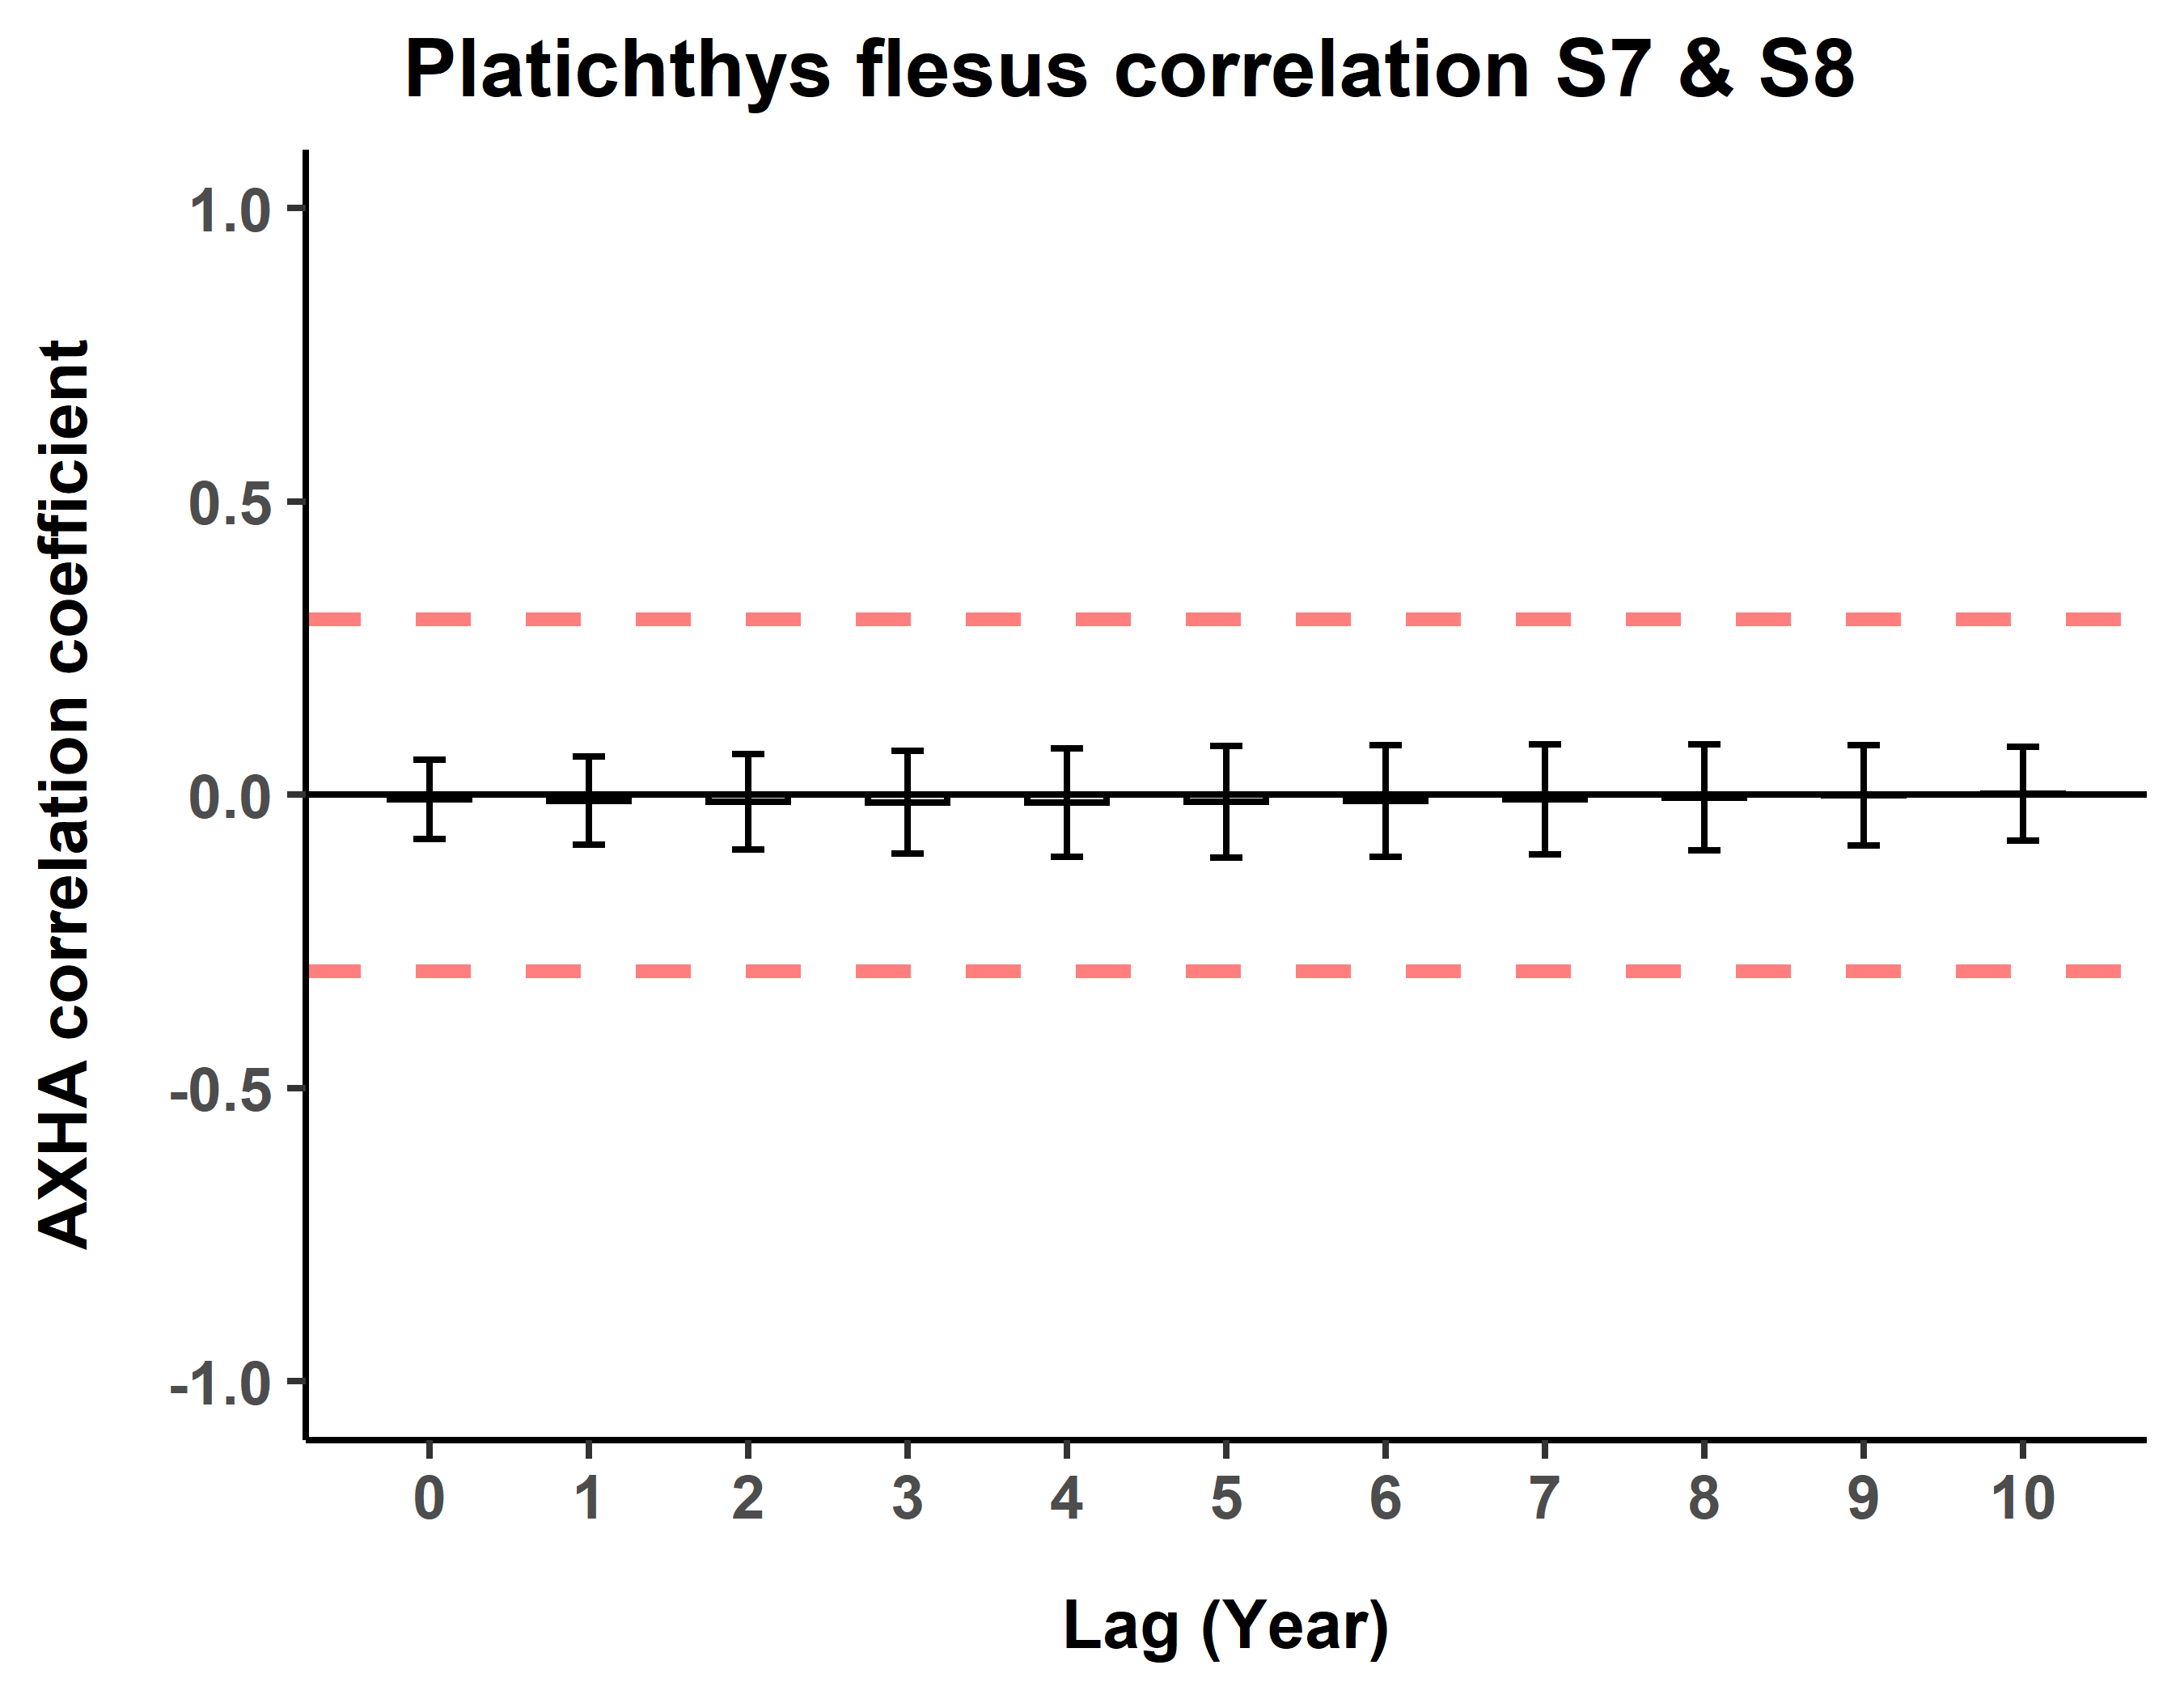 Platichthys flesus correlation S7 & S8
AXHA correlation coefficient
1.0
0.5
0.0
-0.5
-1.0
0 1 2 3 4 5 6 7 8 9 10
Lag (Year)